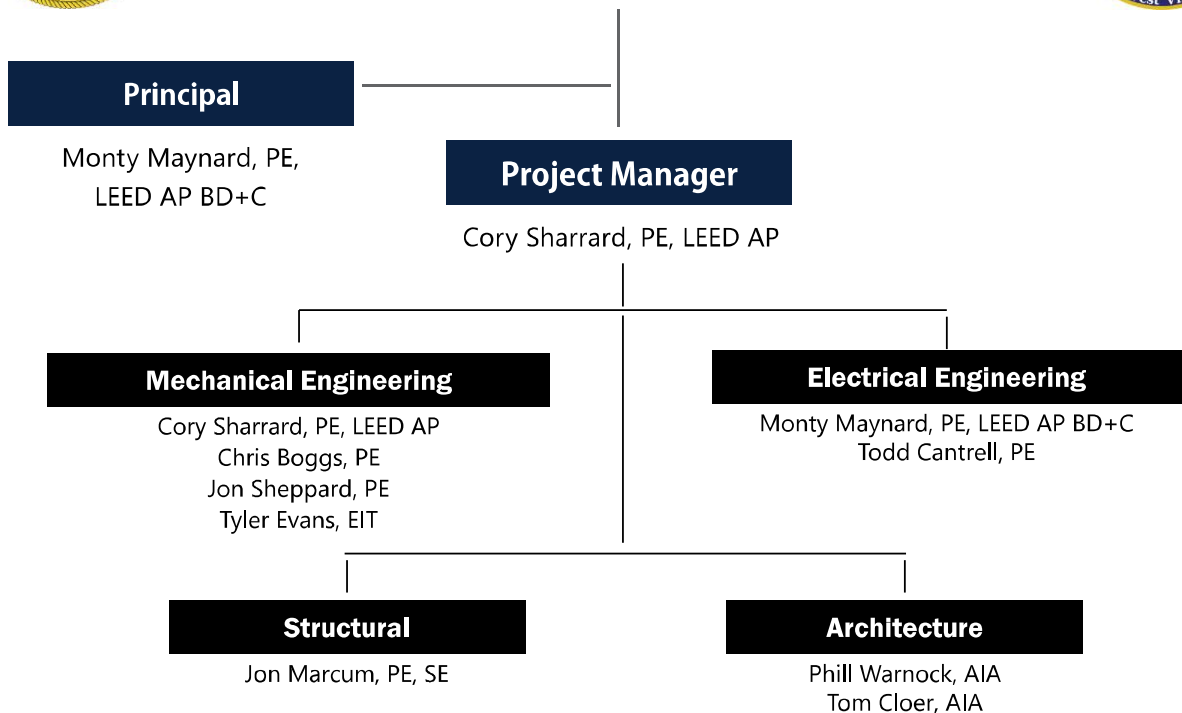 Principal
Monty Maynard, PE,
LEED AP BD+C
Project Manager
Cory Sharrard, PE, LEED AP
Mechanical Engineering
Cory Sharrard, PE, LEED AP
Chris Boggs, PE
Jon Sheppard, PE
Tyler Evans, EIT
Electrical Engineering
Monty Maynard, PE, LEED AP BD+C
Todd Cantrell, PE
Structural
Jon Marcum, PE, SE
Architecture
Phill Warnock, AIA
Tom Cloer, AIA